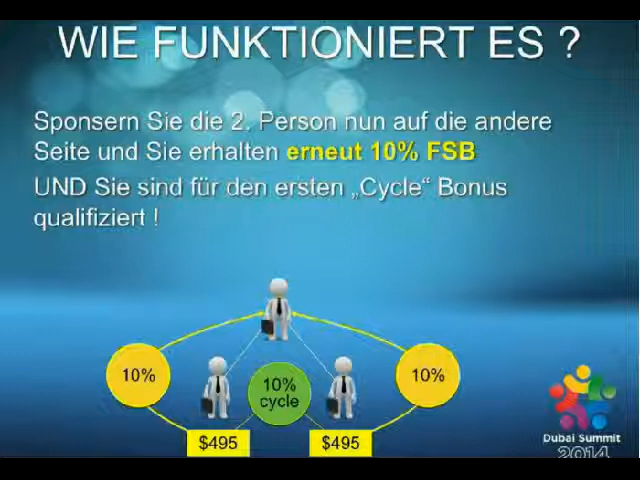 WIE FUNKTIONIERT ES ?
Sponsern Sie die 2. Person nun auf die andere
Seite und Sie erhalten erneut 10% FSB
UND Sie sind für den ersten „Cycle“ Bonus
qualifiziert !
10%
10%
cycle
10%
$495
$495
Dubai Summit
2014